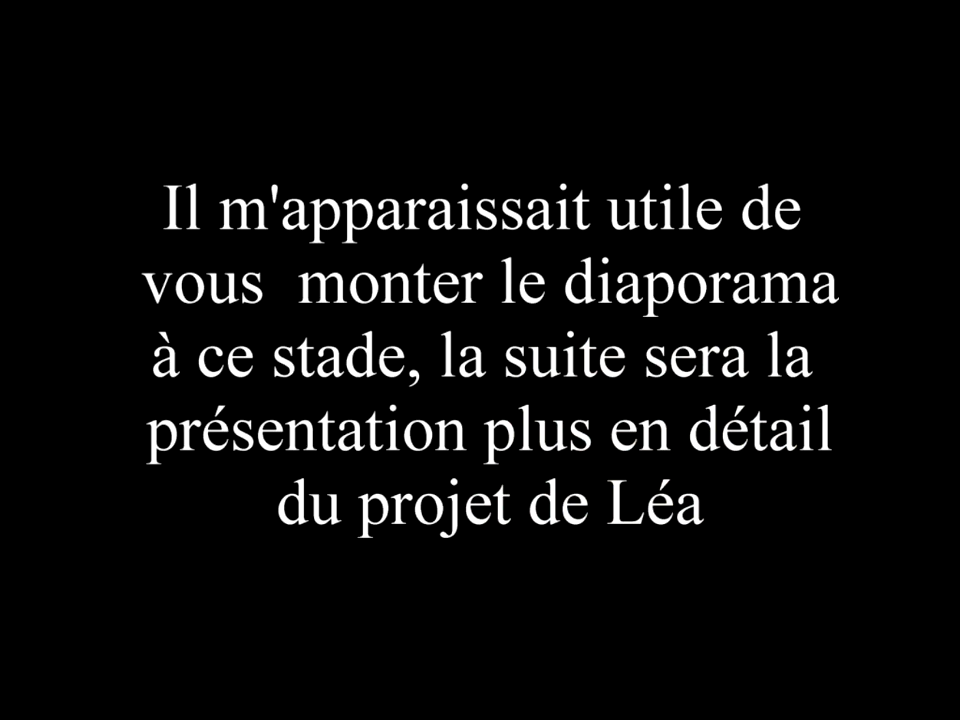 Il m'apparaissait utile de
vous  monter le diaporama
à ce stade, la suite sera la
présentation plus en détail
du projet de Léa